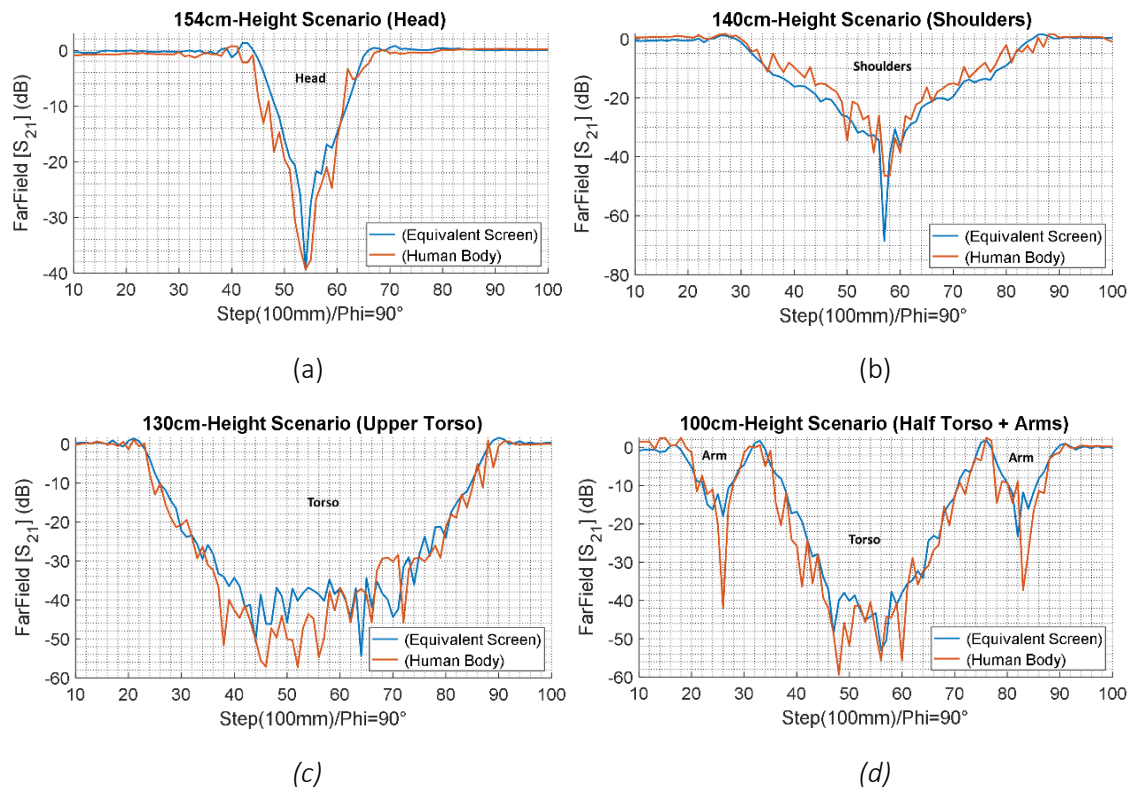 154cm-Height Scenario (Head)
FarField [S21] (dB)
0
-10
-20
-30
-40
Head
(Equivalent Screen)
(Human Body)
10 20 30 40 50 60 70 80 90 100
Step(100mm)/Phi=90°
(a)
140cm-Height Scenario (Shoulders)
FarField [S21] (dB)
0
-20
-40
-60
-80
Shoulders
(Equivalent Screen)
(Human Body)
10 20 30 40 50 60 70 80 90 100
Step(100mm)/Phi=90°
(b)
130cm-Height Scenario (Upper Torso)
FarField [S21] (dB)
0
-10
-20
-30
-40
-50
-60
Torso
(Equivalent Screen)
(Human Body)
10 20 30 40 50 60 70 80 90 100
Step(100mm)/Phi=90°
(c)
100cm-Height Scenario (Half Torso + Arms)
FarField [S21] (dB)
0
-10
-20
-30
-40
-50
-60
Arm
Arm
Torso
(Equivalent Screen)
(Human Body)
10 20 30 40 50 60 70 80 90 100
Step(100mm)/Phi=90°
(d)